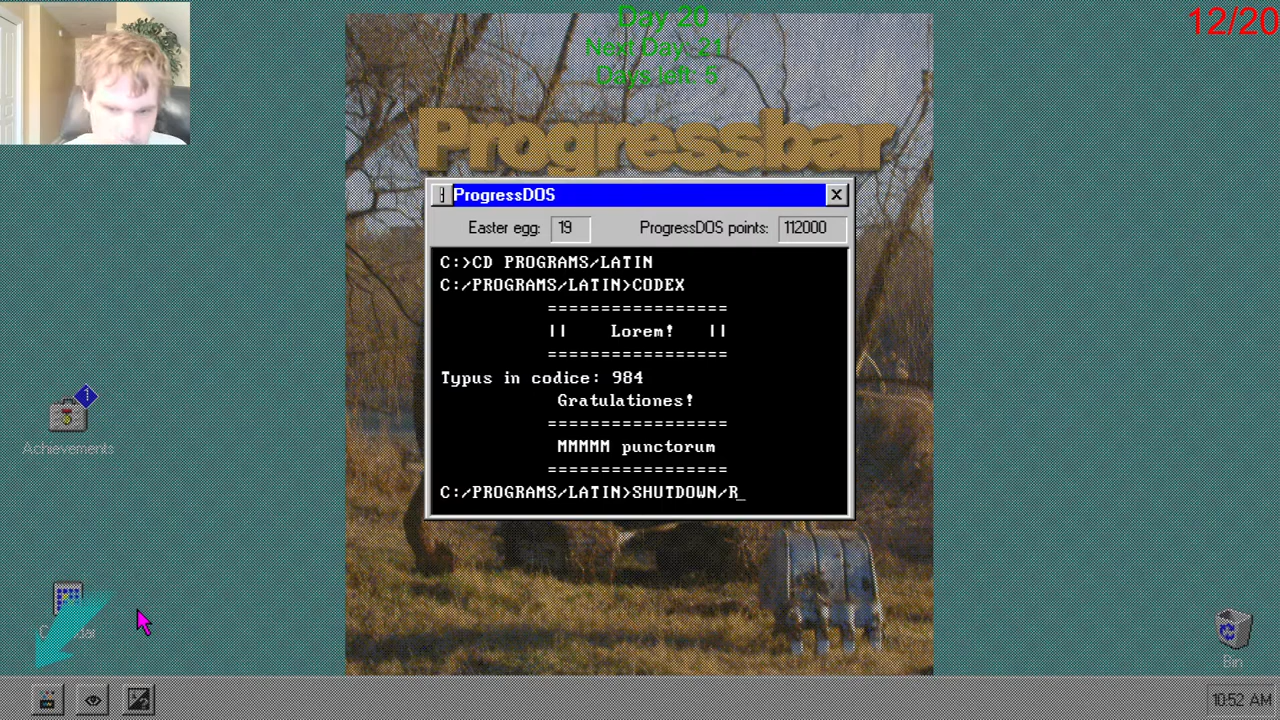 Day 20
Next Day: 21
Days left: 5
12/20
Progressbar
ProgressDOS
Easter egg: 19 ProgressDOS points: 112000
C:>CD PROGRAMS/LATIN
C:/PROGRAMS/LATIN>CODEX
=================
|| Lorem! ||
=================
Typus in codice: 984
Gratulationes!
=================
MMMMM punctorum
=================
C:/PROGRAMS/LATIN>SHUTDOWN/R_
1
Achievements
Bin
10:52 AM